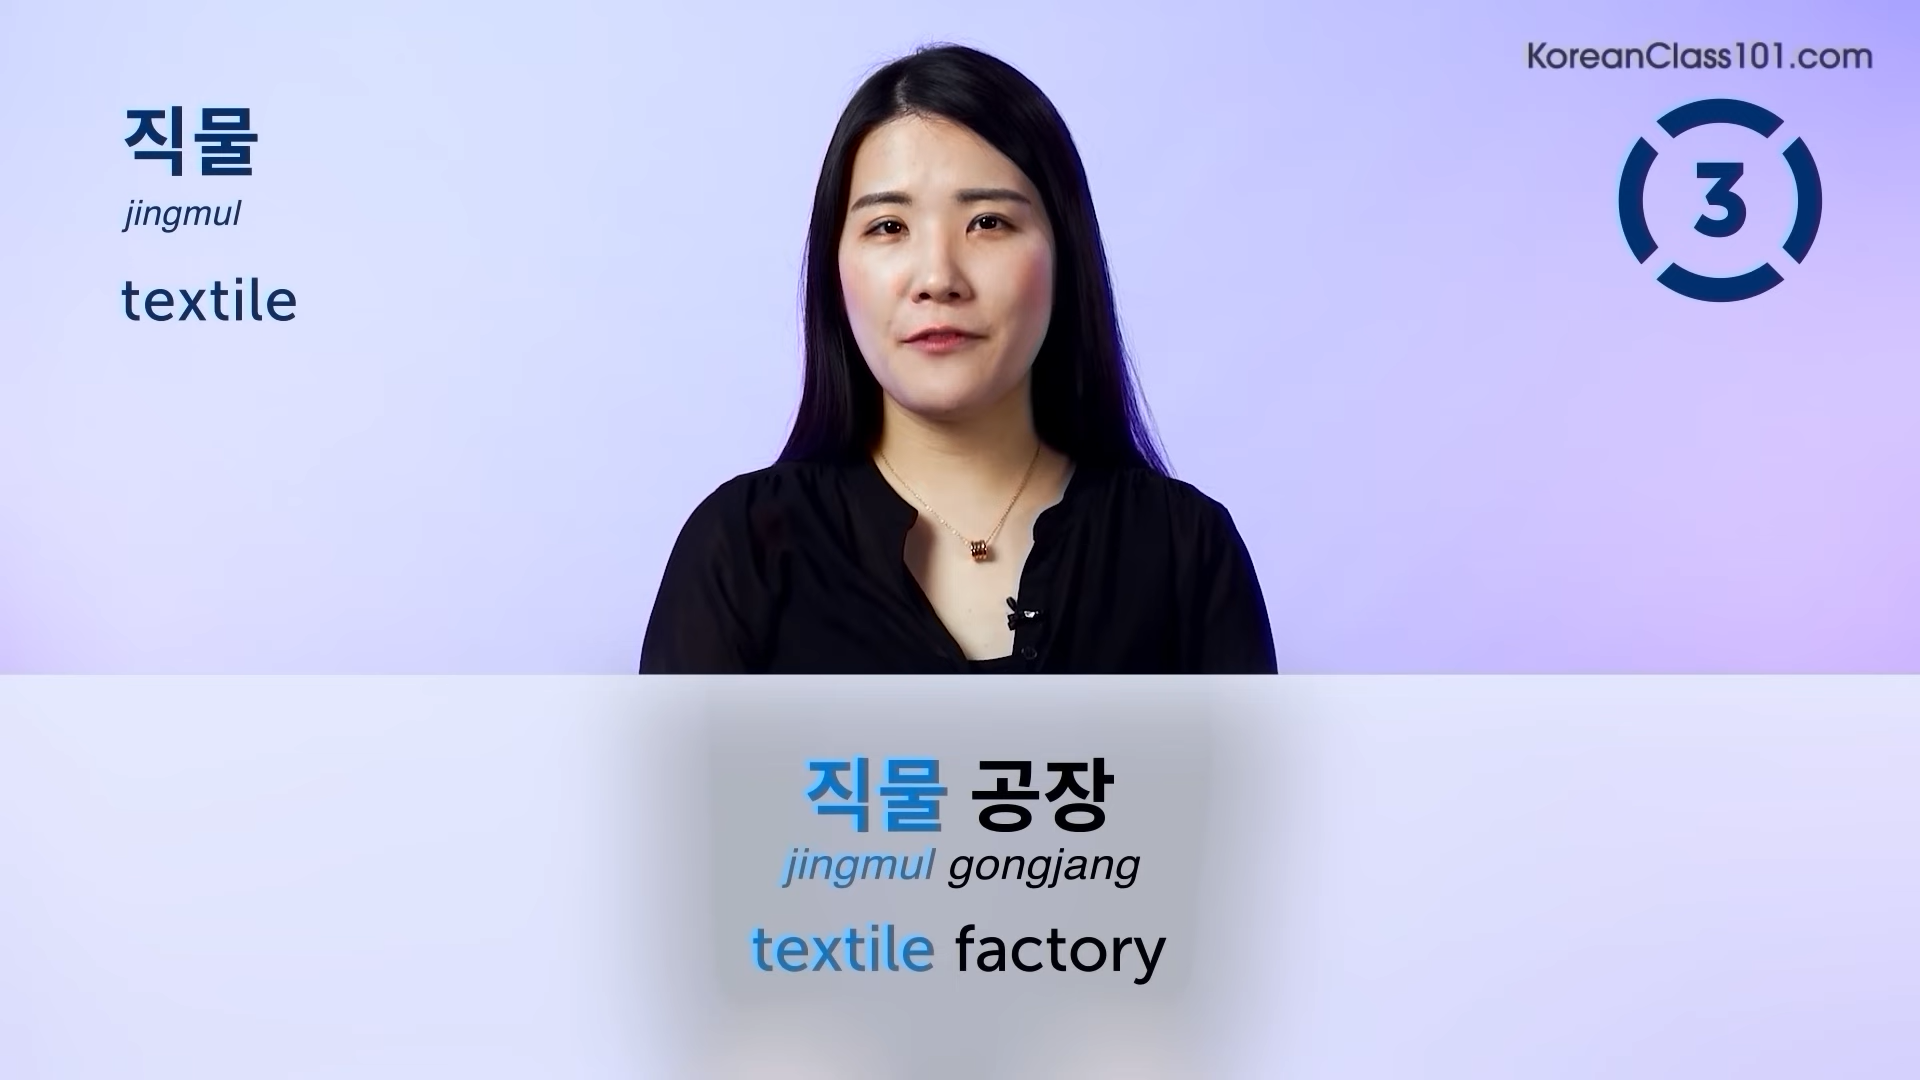 KoreanClass101.com
직물
jingmul
textile
3
직물 공장
jingmul gongjang
textile factory